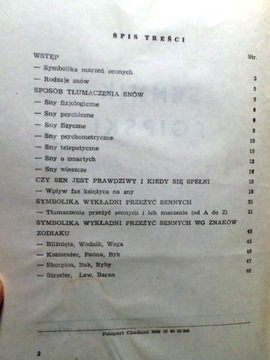 SPIS TREŚCI
Str.
WSTĘP
— Symbolika marzeń sennych
— Rodzaje snów
SPOSÓB TŁUMACZENIA SNÓW
— Sny fizjologiczne
— Sny psychiczne
— Sny fizyczne
— Sny psychometryczne
— Sny telepatyczne
— Sny o zmarłych
— Sny wieszcze
CZY SEN JEST PRAWDZIWY I KIEDY SIĘ SPEŁNI
— Wpływ faz księżyca na sny
SYMBOLIKA WYKŁADNI PRZEŻYĆ SENNYCH
— Tłumaczenie przeżyć sennych i ich znaczenie (od A do Z)
SYMBOLIKA WYKŁADNI PRZEŻYĆ SENNYCH WG ZNAKÓW
ZODIAKU
— Bliźnięta, Wodnik, Waga
— Koziorożec, Panna, Byk
— Skorpion, Rak, Ryby
— Strzelec, Lew, Baran
2